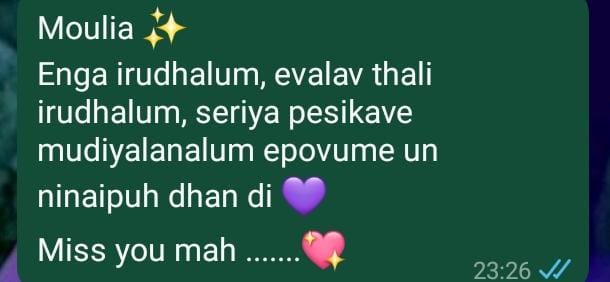 Moulia ✨
Enga irudhalum, evalav thali
irudhalum, seriya pesikave
mudiyalanalum epovume un
ninaipuh dhan di 💜
Miss you mah .......💖
23:26